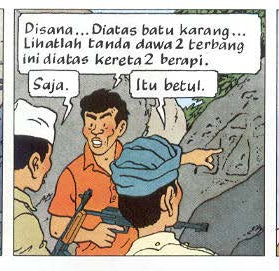 Disana... Diatas batu karang...
Lihatlah tanda dawa2 terbang
ini diatas kereta2 berapi.
Saja.
Itu betul.